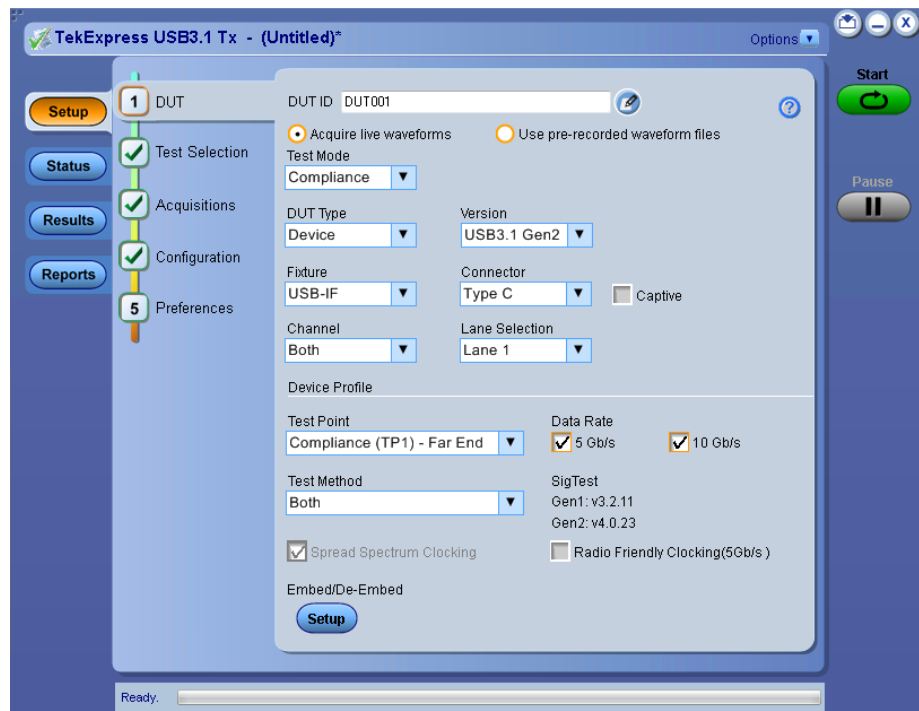 TekExpress USB3.1 Tx - (Untitled)*
Options
Start
Pause
Setup
Status
Results
Reports
1 DUT
Test Selection
Acquisitions
Configuration
5 Preferences
DUT ID DUT001
Acquire live waveforms Use pre-recorded waveform files
Test Mode
Compliance
DUT Type Version
Device USB3.1 Gen2
Fixture Connector
USB-IF Type C Captive
Channel Lane Selection
Both Lane 1
Device Profile
Test Point Data Rate
Compliance (TP1) - Far End 5 Gb/s 10 Gb/s
Test Method SigTest
Both Gen1: v3.2.11
Gen2: v4.0.23
Spread Spectrum Clocking Radio Friendly Clocking(5Gb/s )
Embed/De-Embed
Setup
Ready.